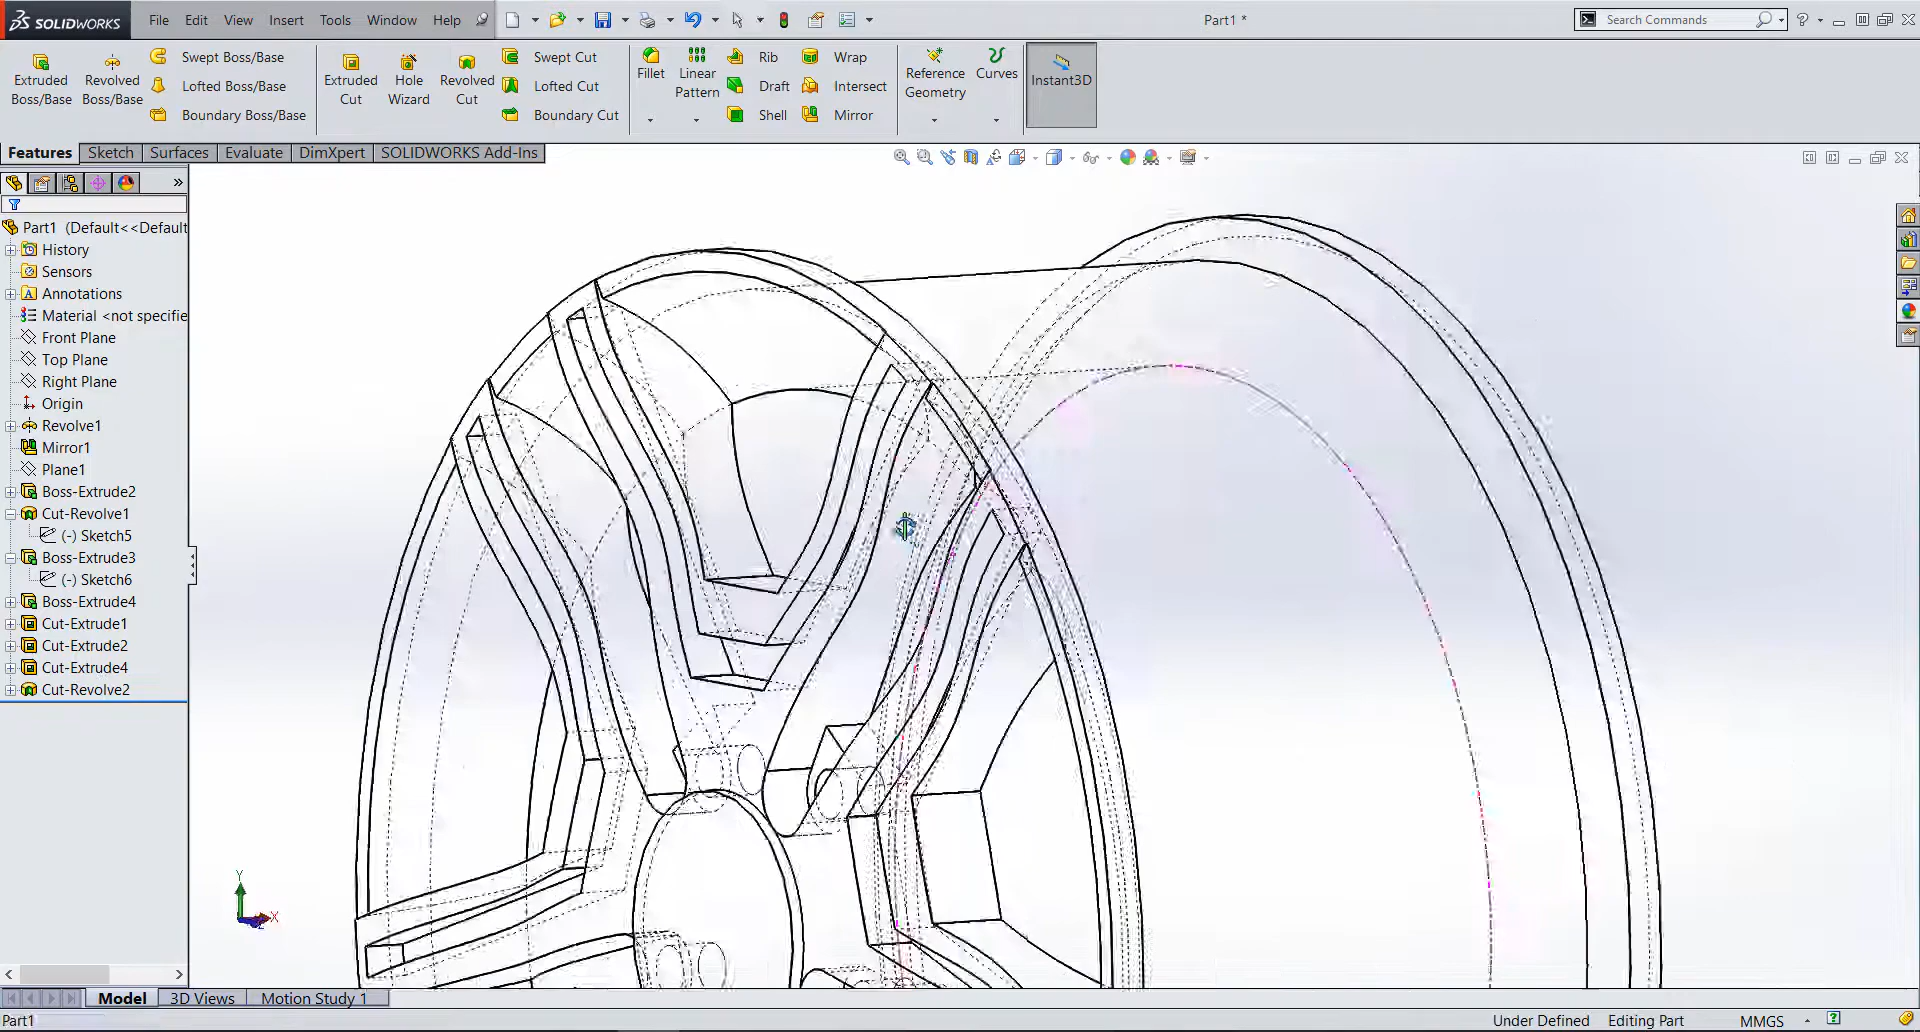 SOLIDWORKS File Edit View Insert Tools Window Help Part1 * Search Commands
Extruded Boss/Base
Revolved Boss/Base
Swept Boss/Base
Lofted Boss/Base
Boundary Boss/Base
Extruded Cut
Hole Wizard
Revolved Cut
Swept Cut
Lofted Cut
Boundary Cut
Fillet
Linear Pattern
Rib
Draft
Shell
Wrap
Intersect
Mirror
Reference Geometry
Curves
Instant3D
Features Sketch Surfaces Evaluate DimXpert SOLIDWORKS Add-Ins
Part1 (Default<<Default
History
Sensors
Annotations
Material <not specifie
Front Plane
Top Plane
Right Plane
Origin
Revolve1
Mirror1
Plane1
Boss-Extrude2
Cut-Revolve1
(-) Sketch5
Boss-Extrude3
(-) Sketch6
Boss-Extrude4
Cut-Extrude1
Cut-Extrude2
Cut-Extrude4
Cut-Revolve2
Y
X
Z
Model 3D Views Motion Study 1
Part1 Under Defined Editing Part MMGS